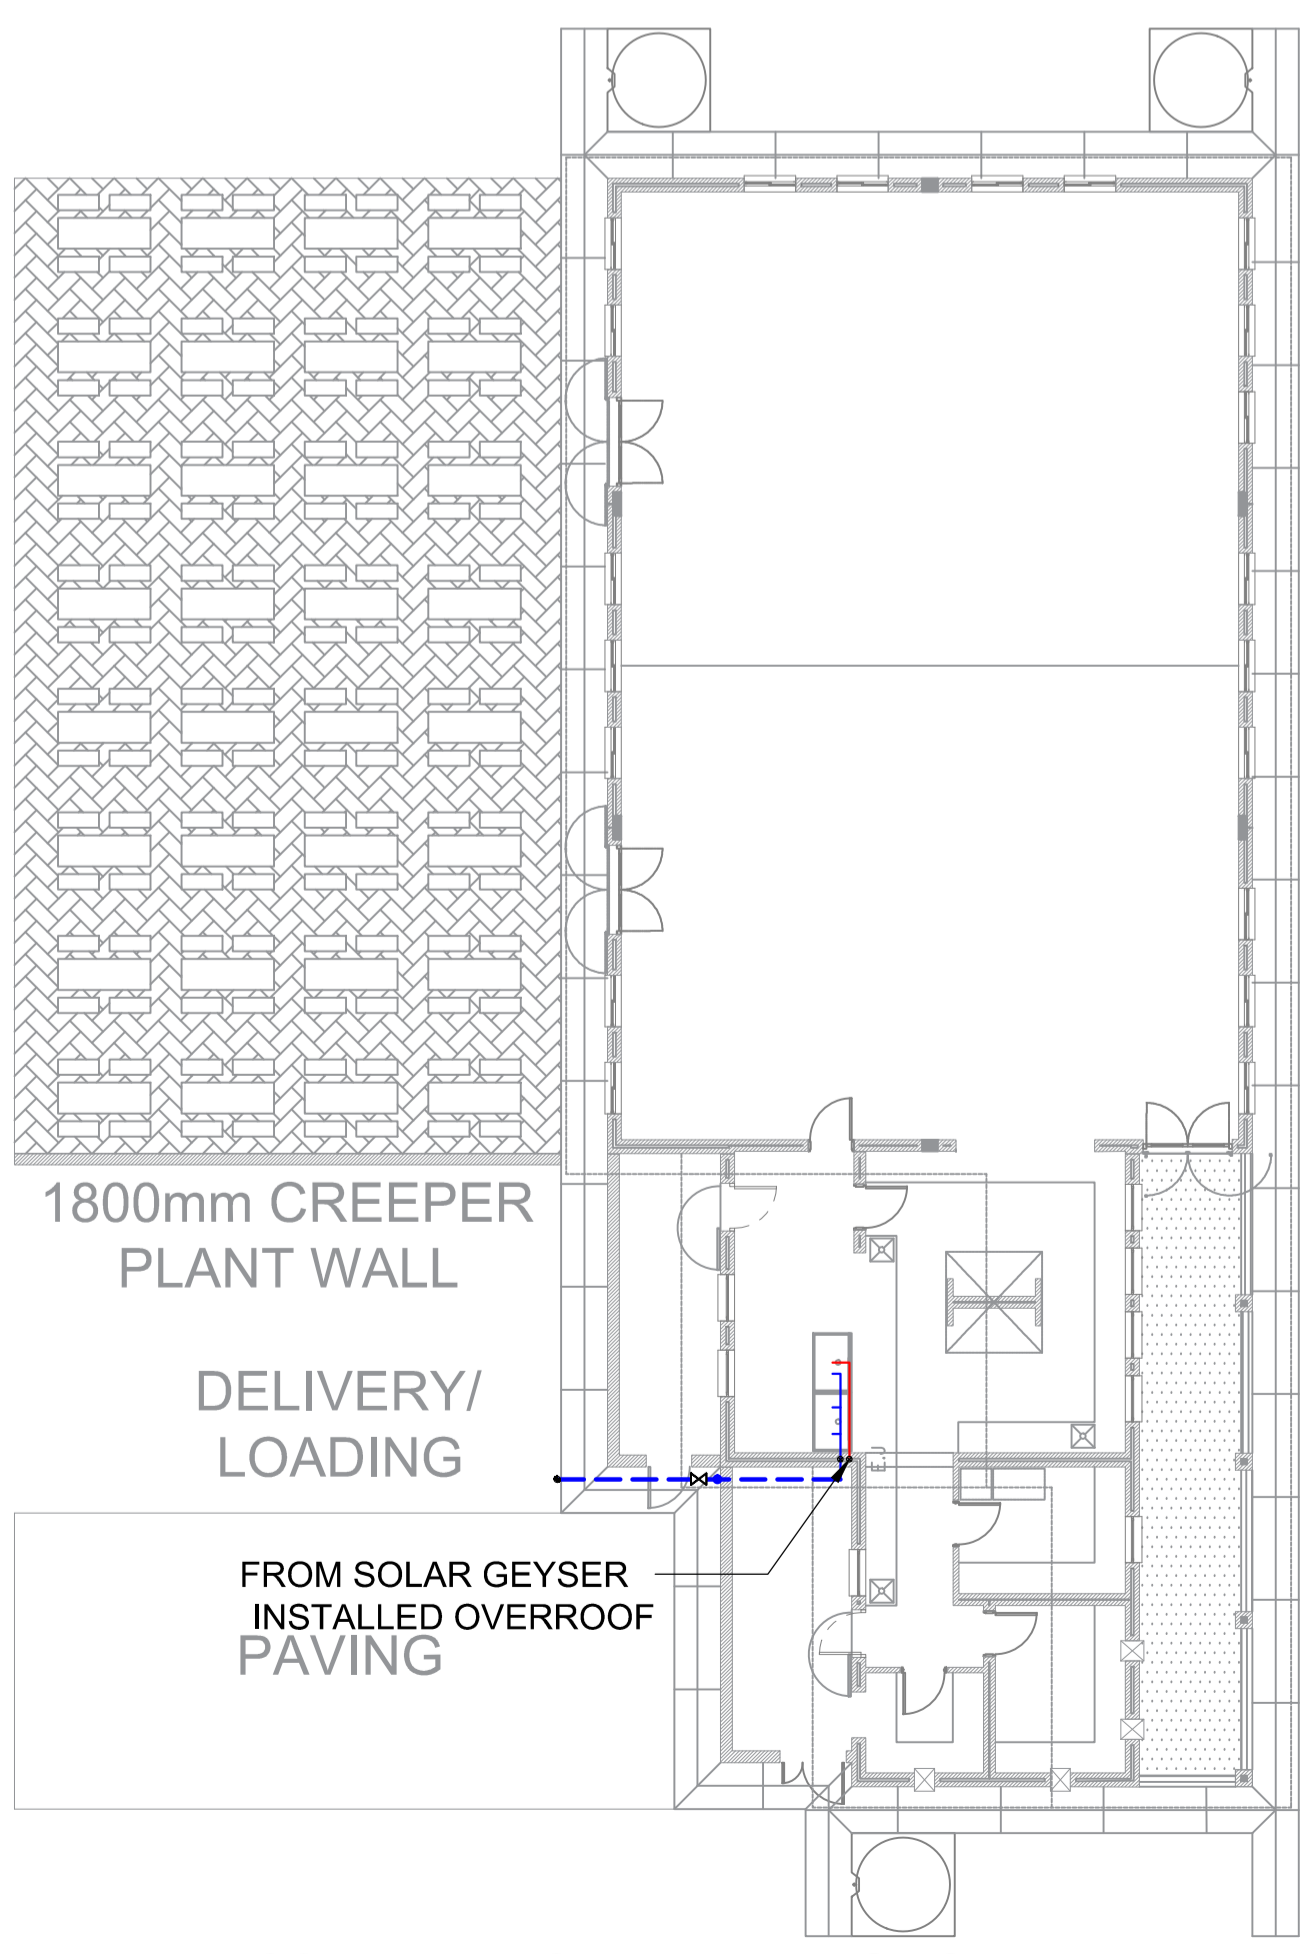 1800mm CREEPER
PLANT WALL
DELIVERY/
LOADING
E.J
FROM SOLAR GEYSER
INSTALLED OVERROOF
PAVING